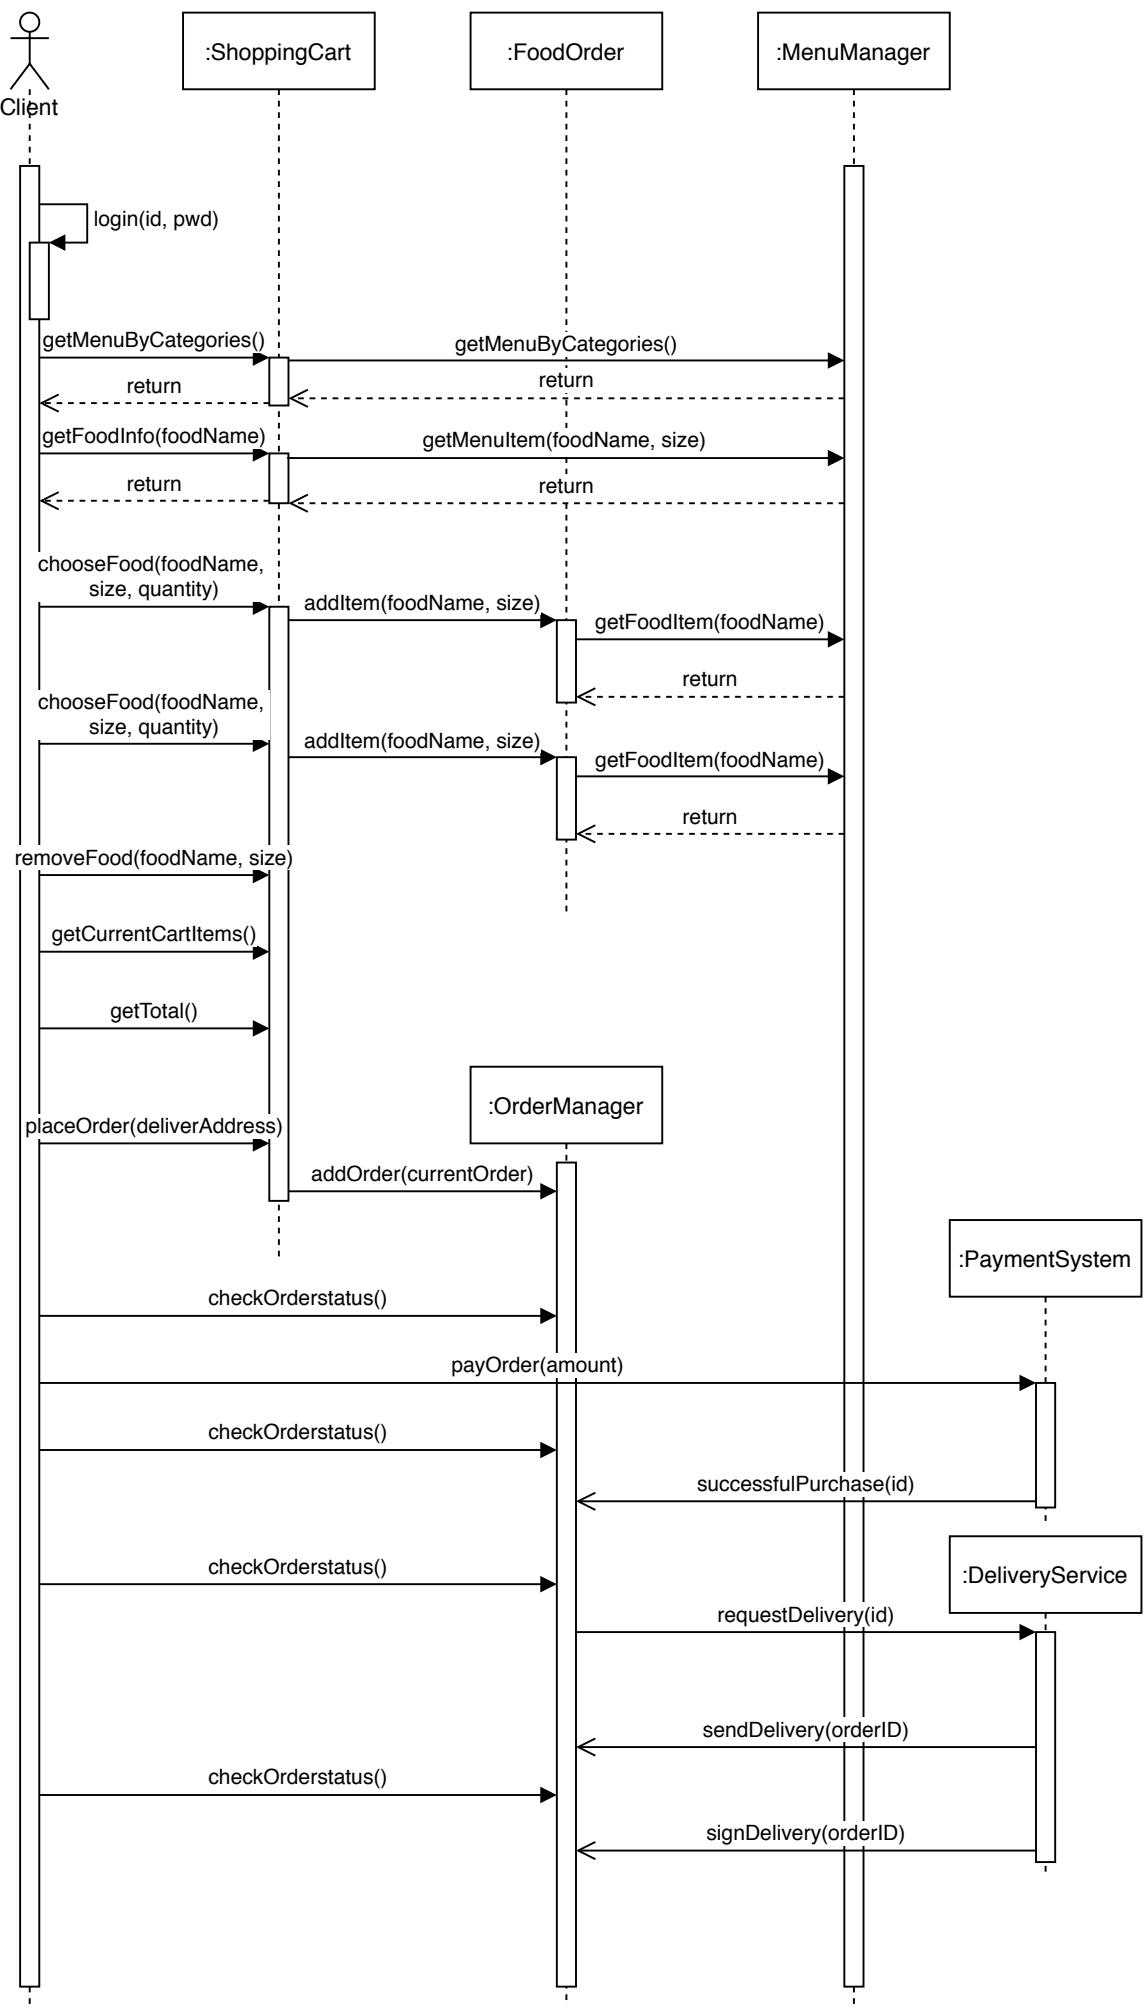 :ShoppingCart
:FoodOrder
:MenuManager
Client
login(id, pwd)
getMenuByCategories()
getMenuByCategories()
return
return
getFoodInfo(foodName)
getMenuItem(foodName, size)
return
return
chooseFood(foodName,
size, quantity)
addItem(foodName, size)
getFoodItem(foodName)
return
chooseFood(foodName,
size, quantity)
addItem(foodName, size)
getFoodItem(foodName)
return
removeFood(foodName, size)
getCurrentCartItems()
getTotal()
:OrderManager
placeOrder(deliverAddress)
addOrder(currentOrder)
:PaymentSystem
checkOrderstatus()
payOrder(amount)
checkOrderstatus()
successfulPurchase(id)
checkOrderstatus()
:DeliveryService
requestDelivery(id)
sendDelivery(orderID)
checkOrderstatus()
signDelivery(orderID)